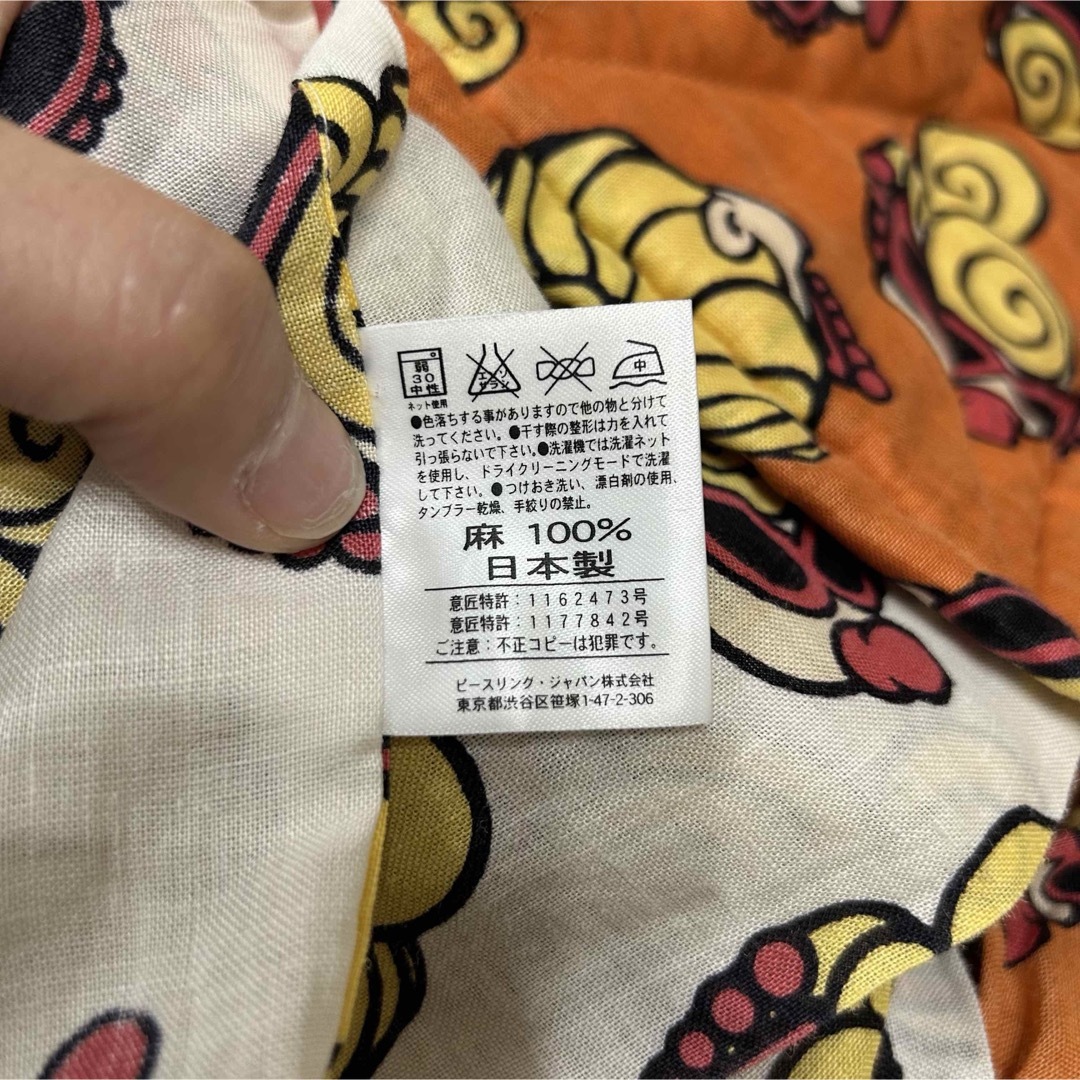 弱
30
中性
ネット使用
エンソ
サラン
中
●色落ちする事がありますので他の物と分けて
洗ってください。●干す際の整形は力を入れて
引っ張らないで下さい。●洗濯機では洗濯ネット
を使用し、ドライクリーニングモードで洗濯
して下さい。●つけおき洗い、漂白剤の使用、
タンブラー乾燥、手絞りの禁止。
麻 100%
日本製
意匠特許:1162473号
意匠特許:1177842号
ご注意:不正コピーは犯罪です。
ピースリング・ジャパン株式会社
東京都渋谷区笹塚1-47-2-306